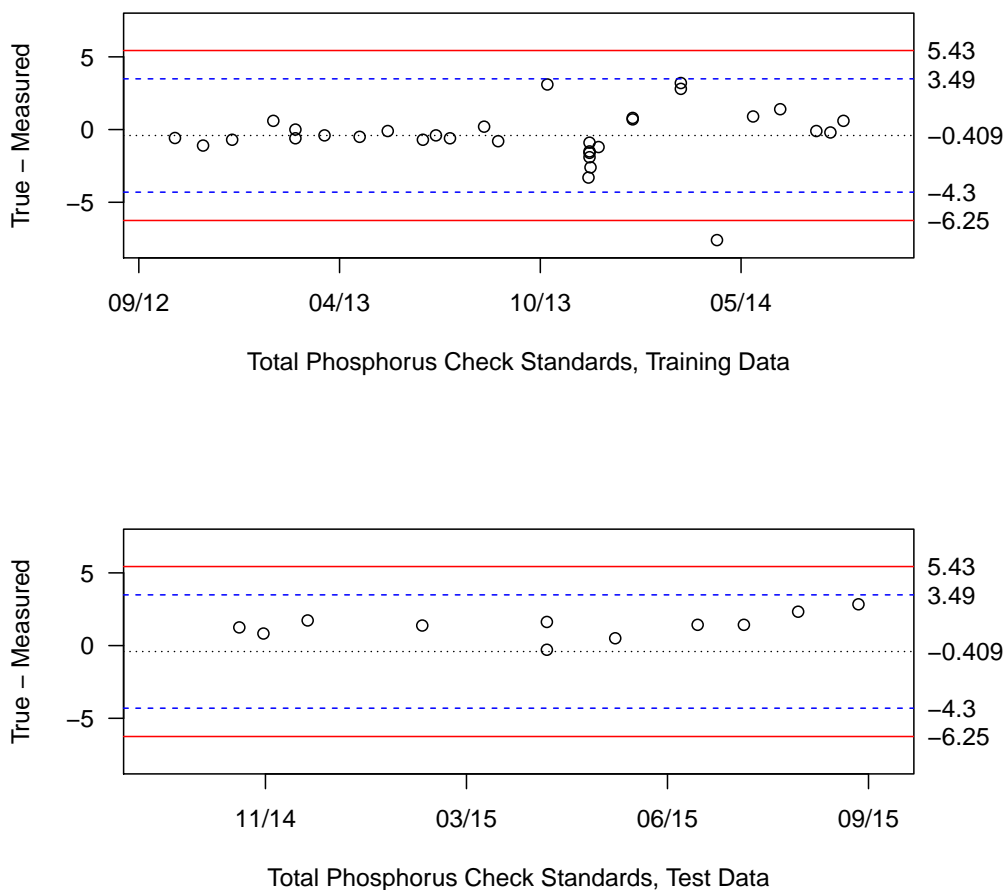 True − Measured
5
0
−5
5.43
3.49
−0.409
−4.3
−6.25
09/12 04/13 10/13 05/14
Total Phosphorus Check Standards, Training Data
True − Measured
5
0
−5
5.43
3.49
−0.409
−4.3
−6.25
11/14 03/15 06/15 09/15
Total Phosphorus Check Standards, Test Data